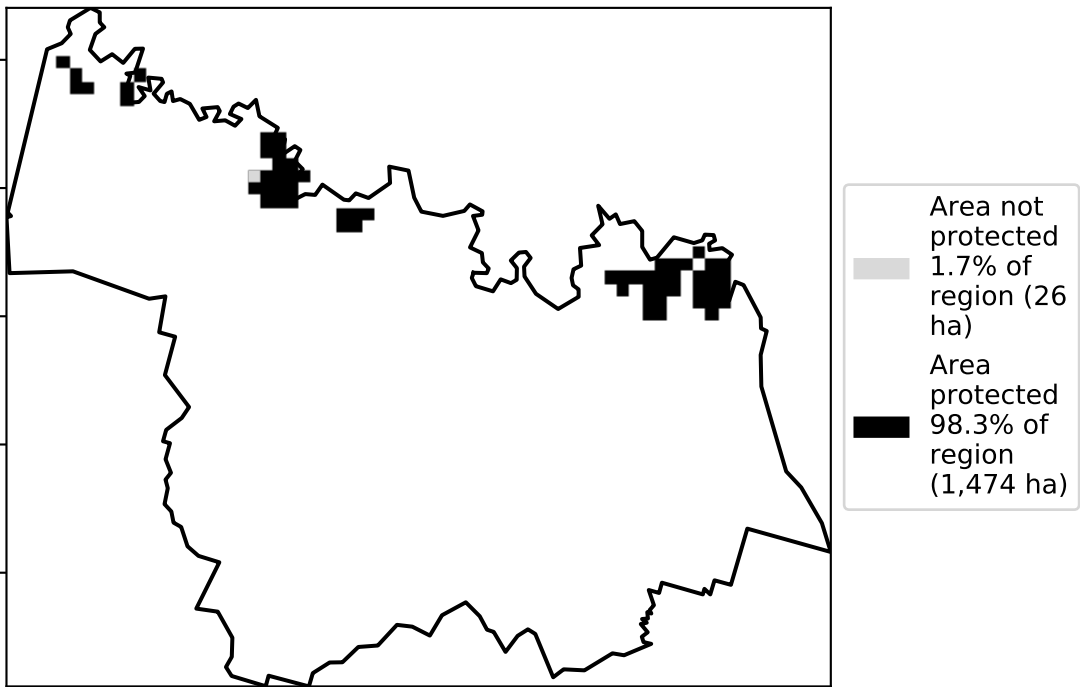 Area not
protected
1.7% of
region (26
ha)
Area
protected
98.3% of
region
(1,474 ha)